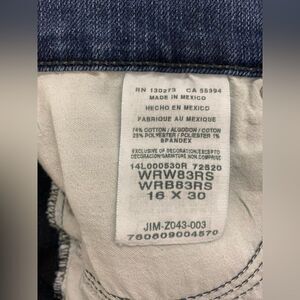 RN 130273 CA 55394
MADE IN MEXICO
HECHO EN MEXICO
FABRIQUE AU MEXIQUE
74% COTTON / ALGODON / COTON
25% POLYESTER / POLIESTER 1%
SPANDEX
EXCLUSIVE OF DECORATION/EXCEPTO
DECORACION/GARNITURE NON COMPRISE
14L000530R 72520
WRW83RS
WRB83RS
16 X 30
JIM-Z043-003
760809004570